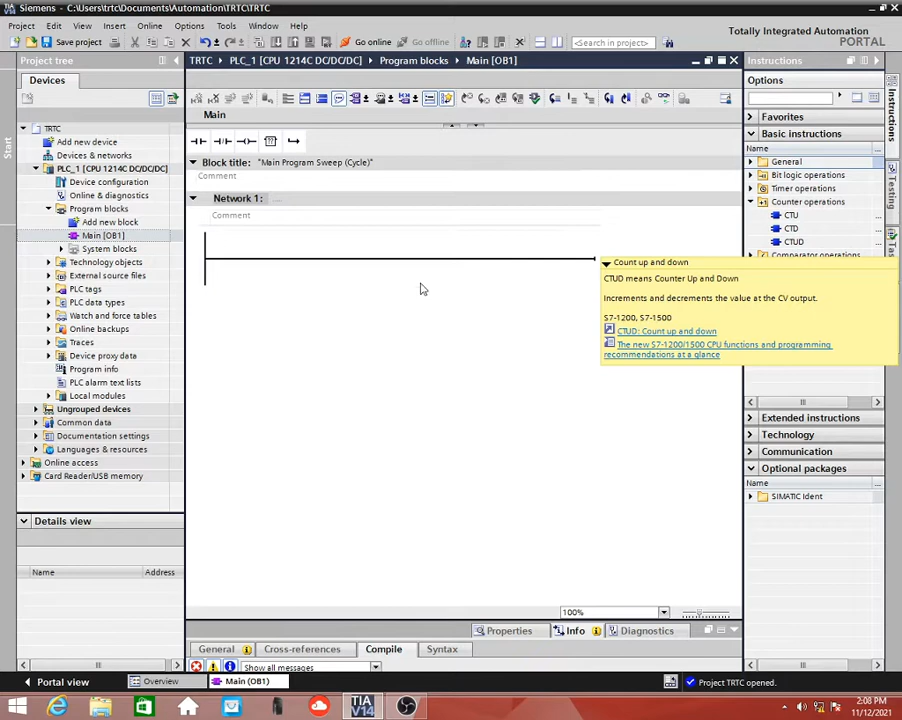 Siemens - C:\Users\trtc\Documents\Automation\TRTC\TRTC
Project Edit View Insert Online Options Tools Window Help
Save project
Go online
Go offline
<Search in project>
Totally Integrated Automation
PORTAL
Project tree
TRTC
PLC_1 [CPU 1214C DC/DC/DC]
Program blocks
Main [OB1]
Instructions
Devices
Start
TRTC
Add new device
Devices & networks
PLC_1 [CPU 1214C DC/DC/DC]
Device configuration
Online & diagnostics
Program blocks
Add new block
Main [OB1]
System blocks
Technology objects
External source files
PLC tags
PLC data types
Watch and force tables
Online backups
Traces
Device proxy data
Program info
PLC alarm text lists
Local modules
Ungrouped devices
Common data
Documentation settings
Languages & resources
Online access
Card Reader/USB memory
Details view
Name Address
Main
Block title: "Main Program Sweep (Cycle)"
Comment
Network 1:
Comment
100%
Properties
Info
Diagnostics
General
Cross-references
Compile
Syntax
Show all messages
Options
Favorites
Basic instructions
Name
General
Bit logic operations
Timer operations
Counter operations
CTU
CTD
CTUD
Comparator operations
Count up and down
CTUD means Counter Up and Down
Increments and decrements the value at the CV output.
S7-1200, S7-1500
CTUD: Count up and down
The new S7-1200/1500 CPU functions and programming
recommendations at a glance
Extended instructions
Technology
Communication
Optional packages
Name
SIMATIC Ident
Instructions
Testing
Portal view
Overview
Main (OB1)
Project TRTC opened.
TIA
V14
2:08 PM
11/12/2021